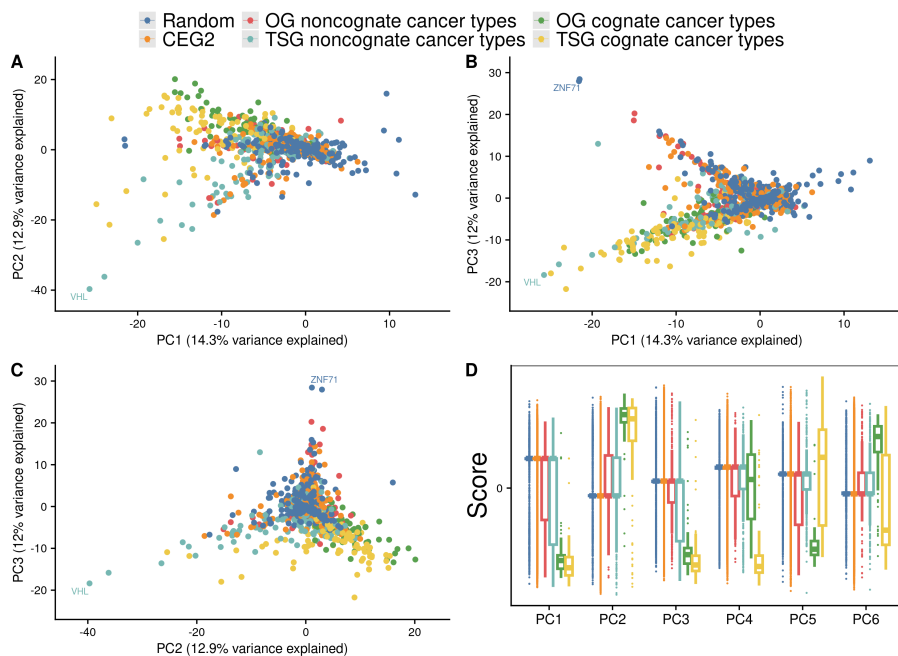 Random OG noncognate cancer types OG cognate cancer types
CEG2 TSG noncognate cancer types TSG cognate cancer types
A
20
0
-20
-40
PC2 (12.9% variance explained)
VHL
-20 -10 0 10
PC1 (14.3% variance explained)
B
30
20
10
0
-10
-20
PC3 (12% variance explained)
ZNF71
VHL
-20 -10 0 10
PC1 (14.3% variance explained)
C
30
20
10
0
-10
-20
PC3 (12% variance explained)
ZNF71
VHL
-40 -20 0 20
PC2 (12.9% variance explained)
D
Score
0
PC1 PC2 PC3 PC4 PC5 PC6